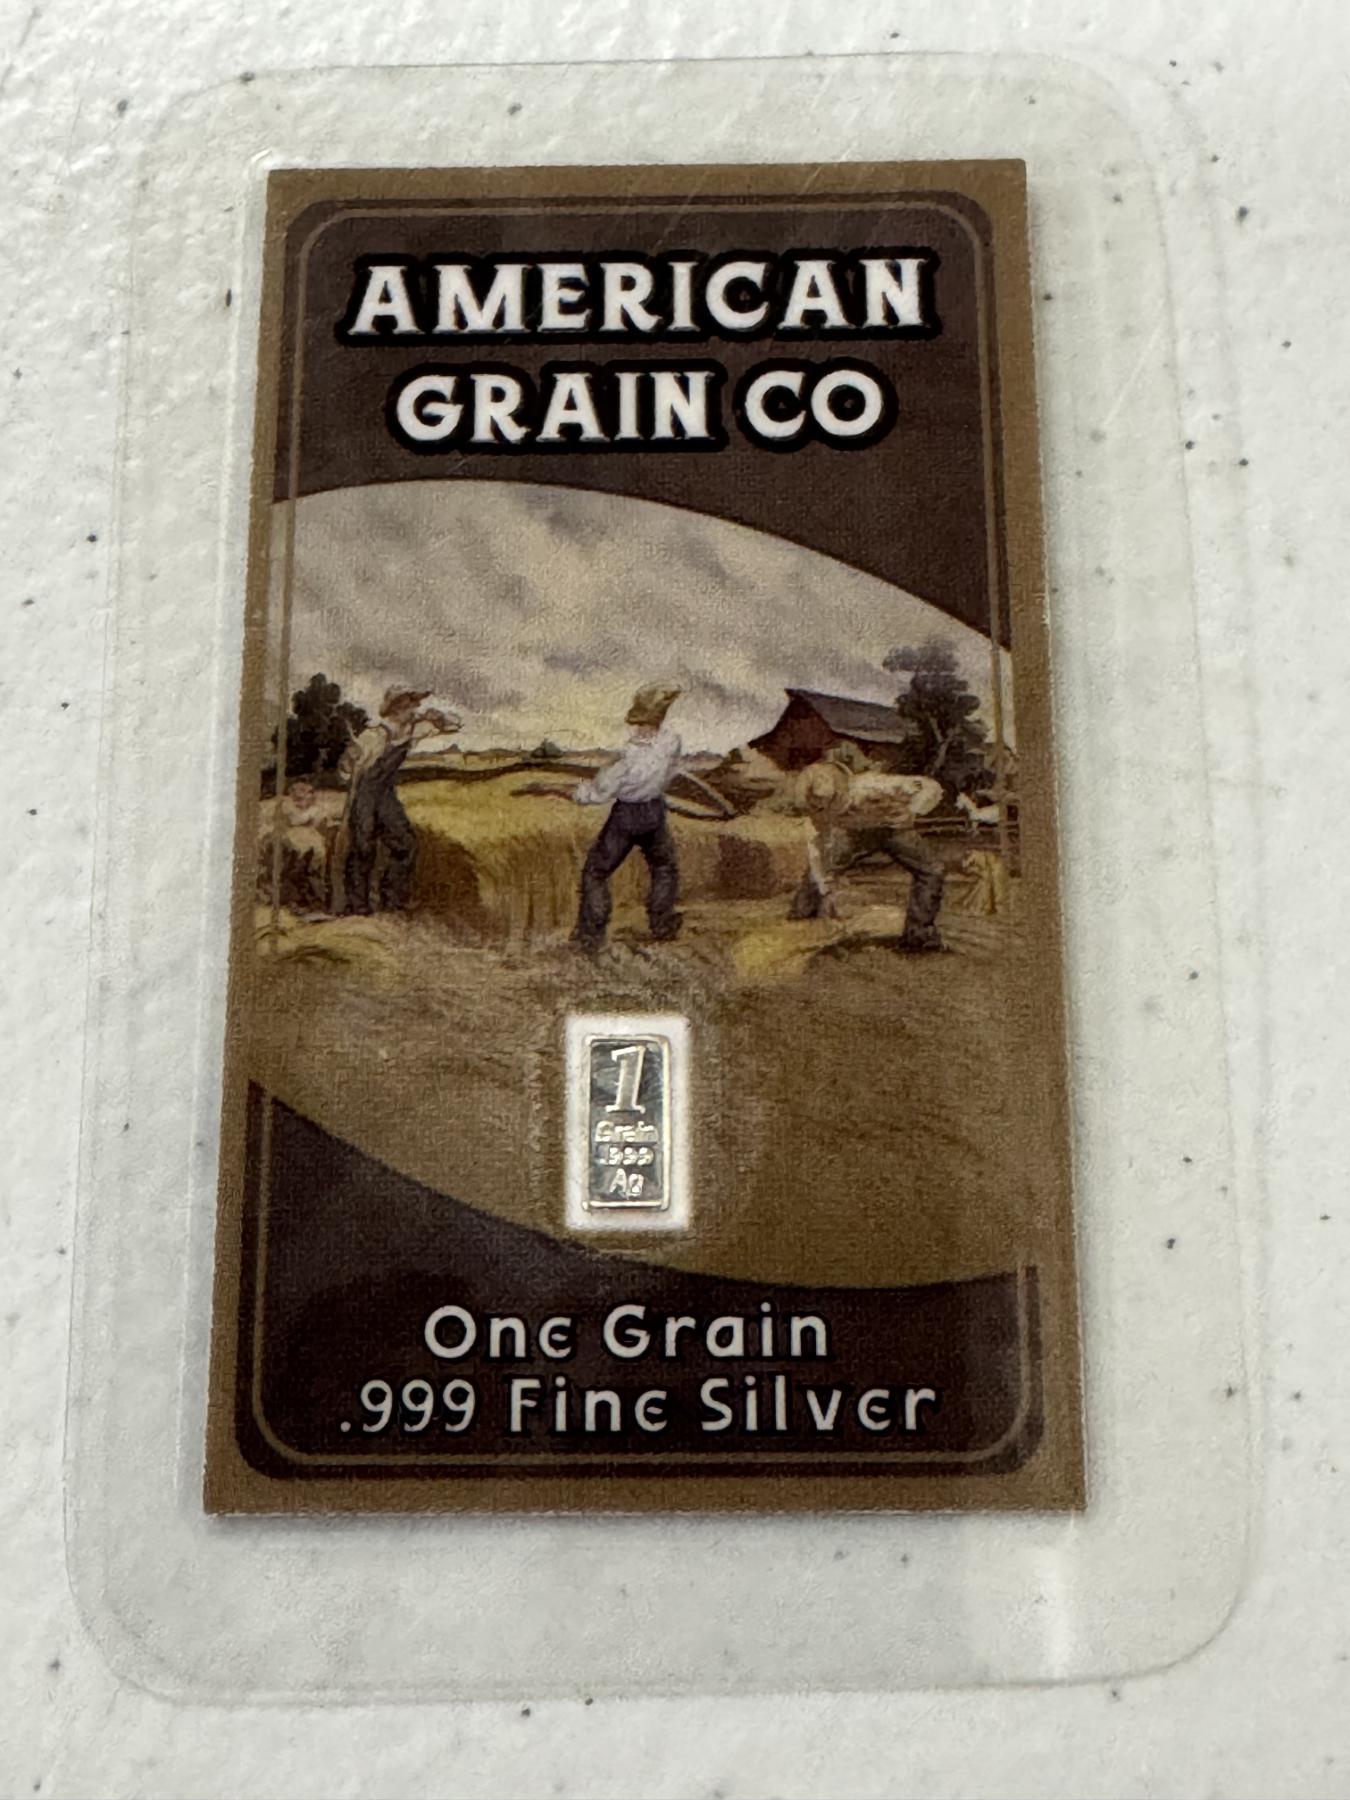 AMERICAN
GRAIN CO
1
Grain
.999
Ag
One Grain
.999 Fine Silver